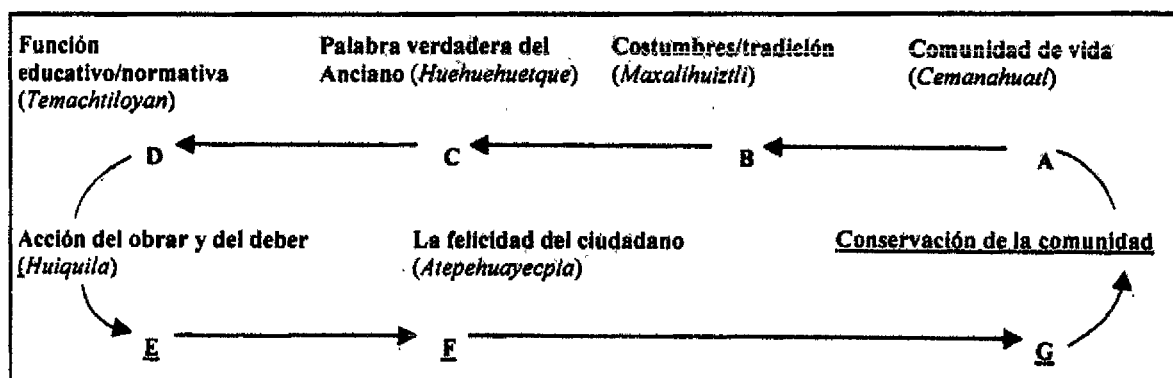 Función
educativo/normativa
(Temachtiloyan)
Palabra verdadera del
Anciano (Huehuehuetque)
Costumbres/tradición
(Maxalihuiztli)
Comunidad de vida
(Cemanahuatl)
D
C
B
A
Acción del obrar y del deber
(Huiquila)
La felicidad del ciudadano
(Atepehuayecpia)
Conservación de la comunidad
E
F
G